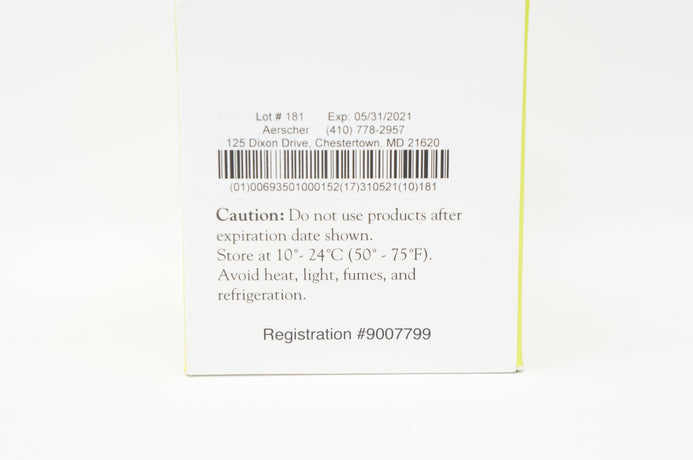 Lot # 181 Exp: 05/31/2021
Aerscher (410) 778-2957
125 Dixon Drive, Chestertown, MD 21620
(01)00693501000152(17)310521(10)181
Caution: Do not use products after
expiration date shown.
Store at 10°- 24°C (50° - 75°F).
Avoid heat, light, fumes, and
refrigeration.
Registration #9007799